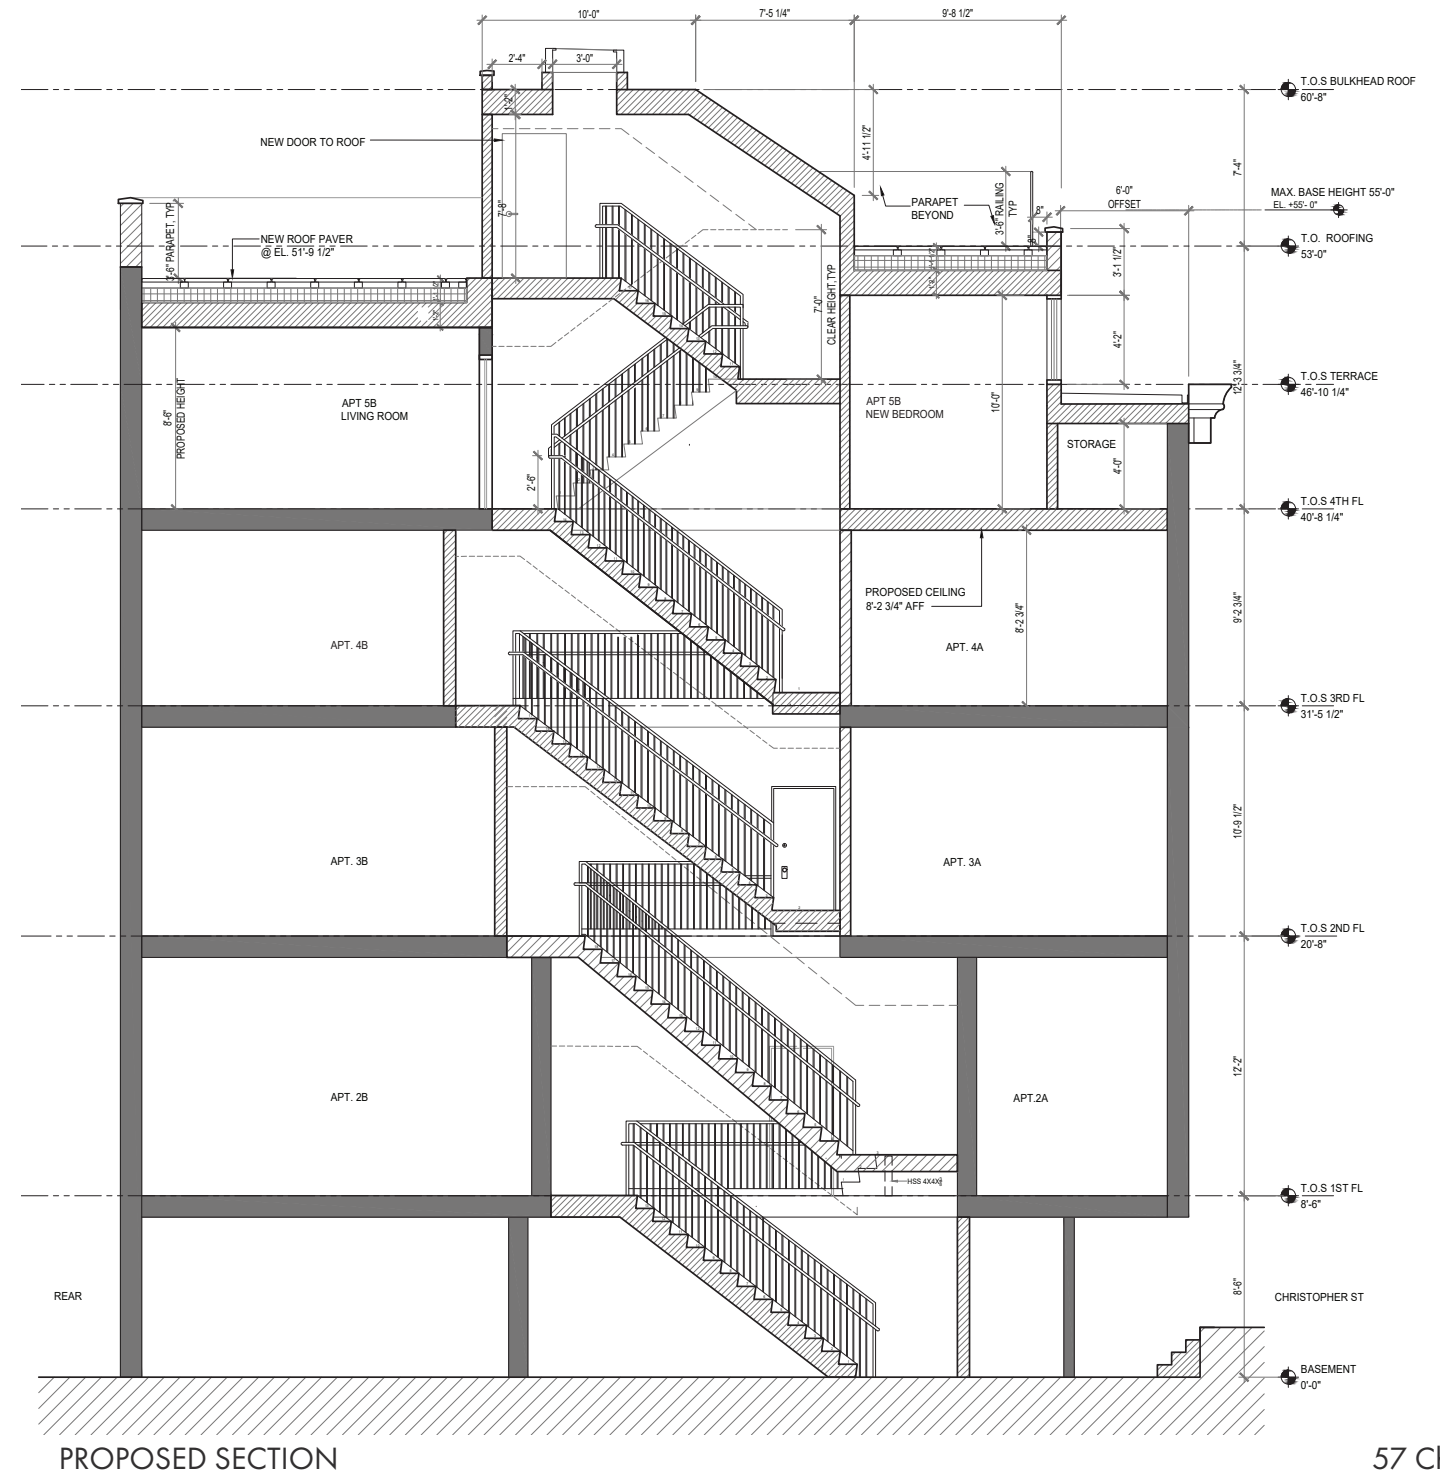 10'-0"
7'-5 1/4"
9'-8 1/2"
2'-4"
3'-0"
T.O.S BULKHEAD ROOF
60'-8"
1'-2"
NEW DOOR TO ROOF
4'-11 1/2"
7'-4"
7'-8"
3'-6" PARAPET, TYP
PARAPET
BEYOND
3'-6" RAILING
TYP
8"
8"
6'-0"
OFFSET
MAX. BASE HEIGHT 55'-0"
EL. +55'- 0"
NEW ROOF PAVER
@ EL. 51'-9 1/2"
T.O. ROOFING
53'-0"
3'-1 1/2"
7'-0"
CLEAR HEIGHT,TYP
4'-2"
12'-3 3/4"
T.O.S TERRACE
46'-10 1/4"
8'-6"
PROPOSED HEIGHT
APT 5B
LIVING ROOM
APT 5B
NEW BEDROOM
10'-0"
STORAGE
4'-0"
2'-6"
T.O.S 4TH FL
40'-8 1/4"
PROPOSED CEILING
8'-2 3/4" AFF
8'-2 3/4"
9'-2 3/4"
APT. 4B
APT. 4A
T.O.S 3RD FL
31'-5 1/2"
10'-9 1/2"
APT. 3B
APT. 3A
T.O.S 2ND FL
20'-8"
12'-2"
APT. 2B
APT.2A
HSS 4X4X
T.O.S 1ST FL
8'-6"
8'-6"
REAR
CHRISTOPHER ST
BASEMENT
0'-0"
PROPOSED SECTION
57 Cl